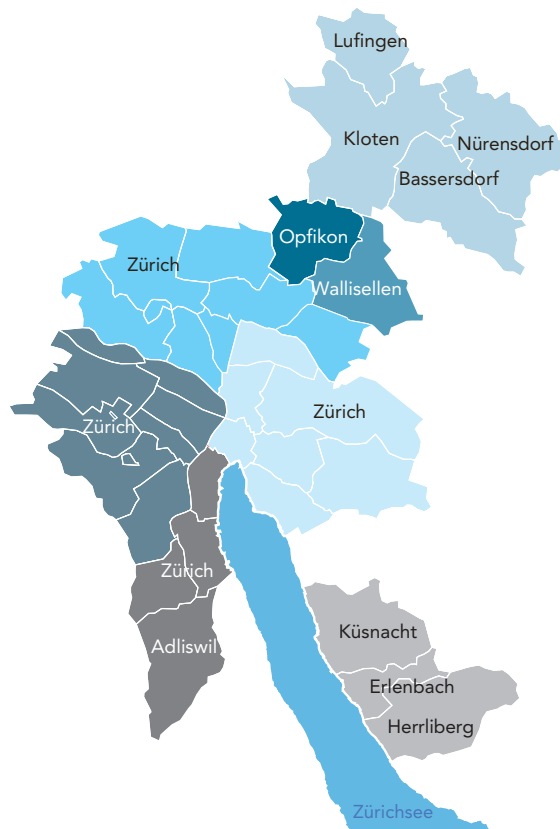 Lufingen
Kloten
Nürensdorf
Bassersdorf
Opfikon
Zürich
Wallisellen
Zürich
Zürich
Zürich
Küsnacht
Adliswil
Erlenbach
Herrliberg
Zürichsee